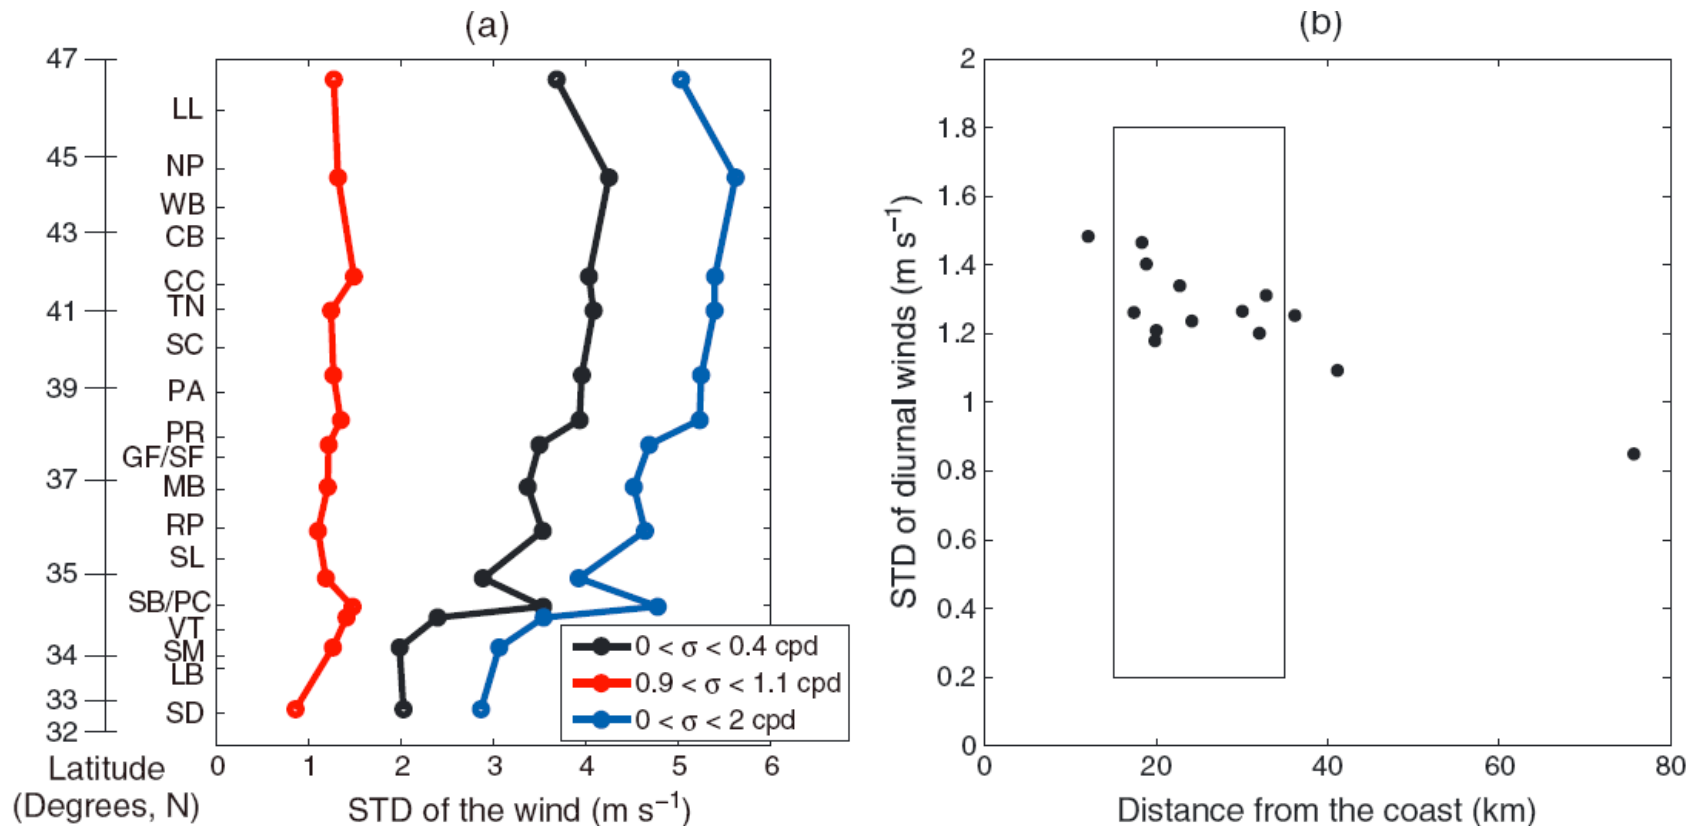 (a)
47
45
43
41
39
37
35
34
33
32
Latitude
(Degrees, N)
LL
NP
WB
CB
CC
TN
SC
PA
PR
GF/SF
MB
RP
SL
SB/PC
VT
SM
LB
SD
0 < σ < 0.4 cpd
0.9 < σ < 1.1 cpd
0 < σ < 2 cpd
0 1 2 3 4 5 6
STD of the wind (m s⁻¹)
(b)
STD of diurnal winds (m s⁻¹)
2
1.8
1.6
1.4
1.2
1
0.8
0.6
0.4
0.2
0
0 20 40 60 80
Distance from the coast (km)